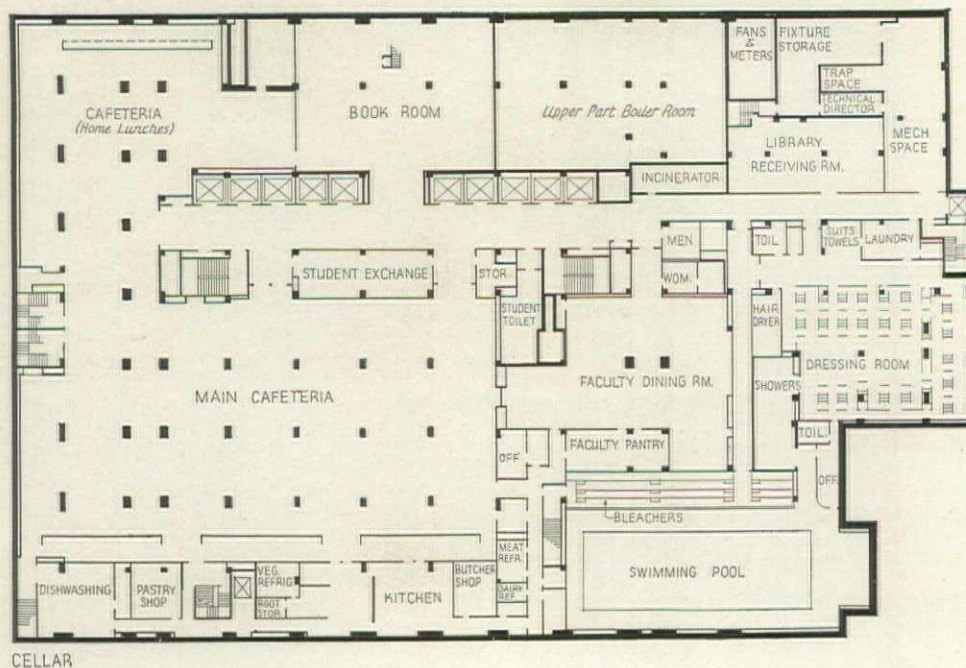 FANS
&
METERS
FIXTURE
STORAGE
TRAP
SPACE
TECHNICAL
DIRECTOR
MECH
SPACE
CAFETERIA
(Home Lunches)
BOOK ROOM
Upper Part Boiler Room
LIBRARY
RECEIVING RM.
INCINERATOR
MEN
TOIL.
SUITS
TOWELS
LAUNDRY
STUDENT EXCHANGE
STOR.
WOM.
STUDENT
TOILET
HAIR
DRYER
DRESSING ROOM
MAIN CAFETERIA
FACULTY DINING RM.
SHOWERS
TOIL.
OFF.
FACULTY PANTRY
OFF.
BLEACHERS
SWIMMING POOL
DISHWASHING
PASTRY
SHOP
VEG.
REFRIG
ROOT
STOR.
KITCHEN
BUTCHER
SHOP
MEAT
REFR.
DAIRY
REF.
CELLAR